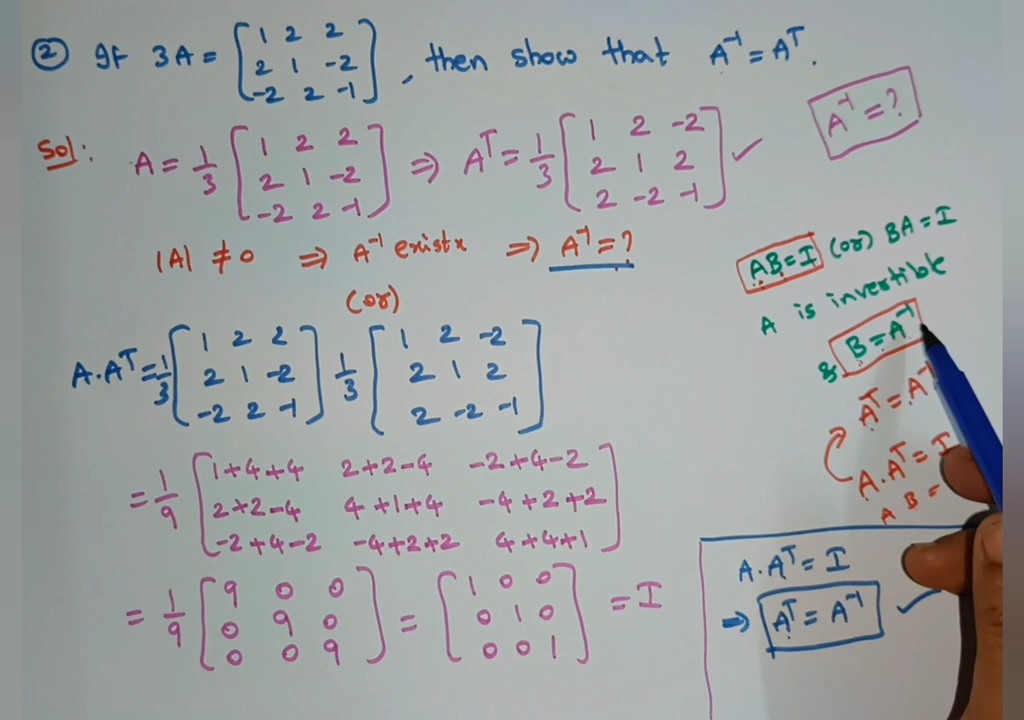 ② If 3A = [1 2 2
2 1 -2
-2 2 -1], then show that A⁻¹ = Aᵀ.
A⁻¹ = ?
Sol: A = 1/3 [1 2 2
2 1 -2
-2 2 -1] ⇒ Aᵀ = 1/3 [1 2 -2
2 1 2
2 -2 -1] ✓
|A| ≠ 0 ⇒ A⁻¹ exists ⇒ A⁻¹ = ?
(or)
A.Aᵀ = 1/3 [1 2 2
2 1 -2
-2 2 -1] 1/3 [1 2 -2
2 1 2
2 -2 -1]
= 1/9 [1+4+4 2+2-4 -2+4-2
2+2-4 4+1+4 -4+2+2
-2+4-2 -4+2+2 4+4+1]
= 1/9 [9 0 0
0 9 0
0 0 9] = [1 0 0
0 1 0
0 0 1] = I
AB = I (or) BA = I
A is invertible
& B = A⁻¹
Aᵀ = A⁻¹
A.Aᵀ = I
A B =
A.Aᵀ = I
⇒ Aᵀ = A⁻¹ ✓